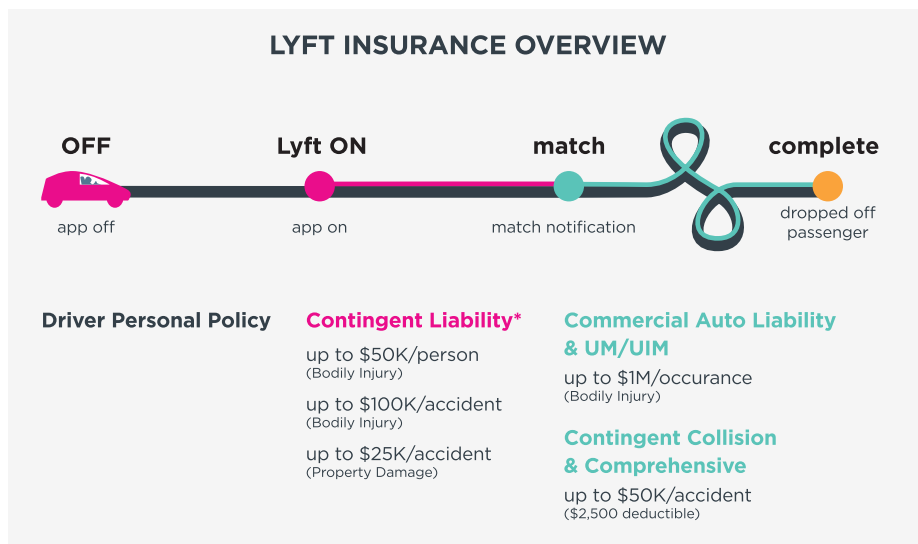 LYFT INSURANCE OVERVIEW
OFF
Lyft ON
match
complete
app off
app on
match notification
dropped off
passenger
Driver Personal Policy
Contingent Liability*
up to $50K/person
(Bodily Injury)
up to $100K/accident
(Bodily Injury)
up to $25K/accident
(Property Damage)
Commercial Auto Liability
& UM/UIM
up to $1M/occurance
(Bodily Injury)
Contingent Collision
& Comprehensive
up to $50K/accident
($2,500 deductible)